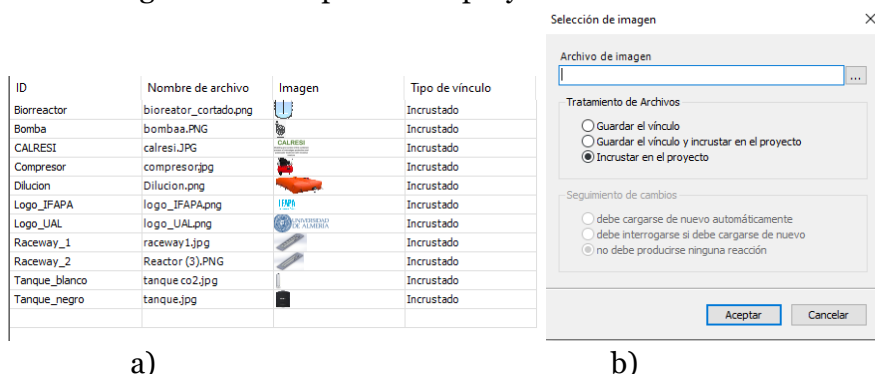 Selección de imagen
ID Nombre de archivo Imagen Tipo de vínculo
Biorreactor bioreator_cortado.png Incrustado
Bomba bombaa.PNG Incrustado
CALRESI calresi.JPG CALRESI Incrustado
Compresor compresor.jpg Incrustado
Dilucion Dilucion.png Incrustado
Logo_IFAPA logo_IFAPA.png IFAPA Incrustado
Logo_UAL logo_UAL.png UNIVERSIDAD DE ALMERÍA Incrustado
Raceway_1 raceway1.jpg Incrustado
Raceway_2 Reactor (3).PNG Incrustado
Tanque_blanco tanque co2.jpg Incrustado
Tanque_negro tanque.jpg Incrustado
a)
Archivo de imagen
...
Tratamiento de Archivos
Guardar el vínculo
Guardar el vínculo y incrustar en el proyecto
Incrustar en el proyecto
Seguimiento de cambios
debe cargarse de nuevo automáticamente
debe interrogarse si debe cargarse de nuevo
no debe producirse ninguna reacción
Aceptar Cancelar
b)